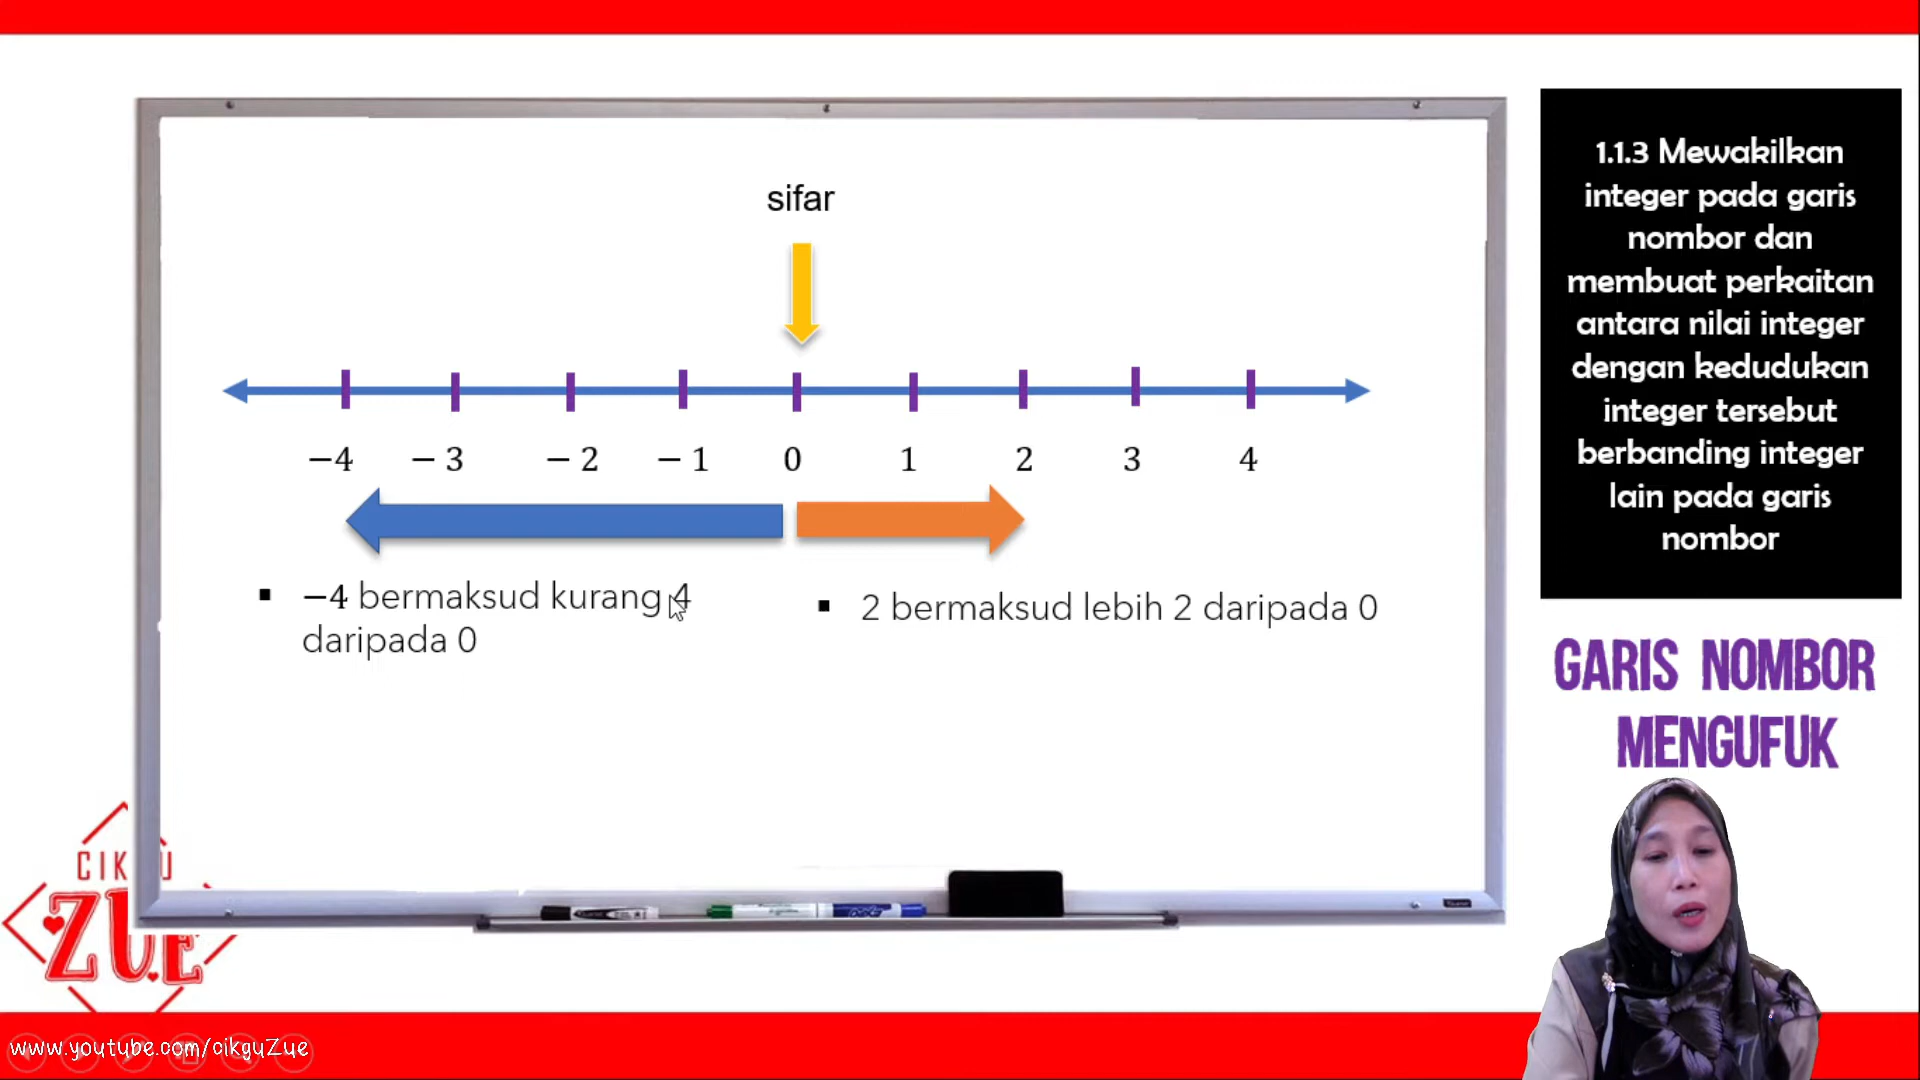 sifar
−4 −3 −2 −1 0 1 2 3 4
▪ −4 bermaksud kurang 4
daripada 0
▪ 2 bermaksud lebih 2 daripada 0
1.1.3 Mewakilkan
integer pada garis
nombor dan
membuat perkaitan
antara nilai integer
dengan kedudukan
integer tersebut
berbanding integer
lain pada garis
nombor
GARIS NOMBOR
MENGUFUK
ZUE
www.youtube.com/cikguZue